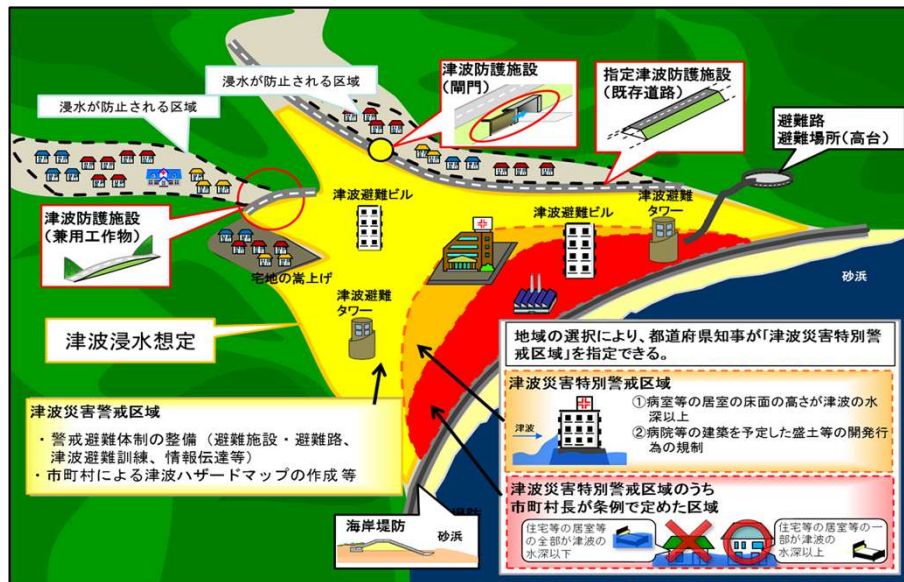 浸水が防止される区域
浸水が防止される区域
津波防護施設
(閘門)
指定津波防護施設
(既存道路)
避難路
避難場所(高台)
津波避難ビル
津波避難ビル
津波避難
タワー
津波防護施設
(兼用工作物)
宅地の嵩上げ
津波避難
タワー
砂浜
津波浸水想定
地域の選択により、都道府県知事が「津波災害特別警
戒区域」を指定できる。
津波災害警戒区域
・警戒避難体制の整備(避難施設・避難路、
津波避難訓練、情報伝達等)
・市町村による津波ハザードマップの作成 等
津波災害特別警戒区域
津波
①病室等の居室の床面の高さが津波の水
深以上
②病院等の建築を予定した盛土等の開発行
為の規制
津波災害特別警戒区域のうち
市町村長が条例で定めた区域
住宅等の居室等
の全部が津波の
水深以下
住宅等の居室等の一
部が津波の
水深以上
海岸堤防
砂浜